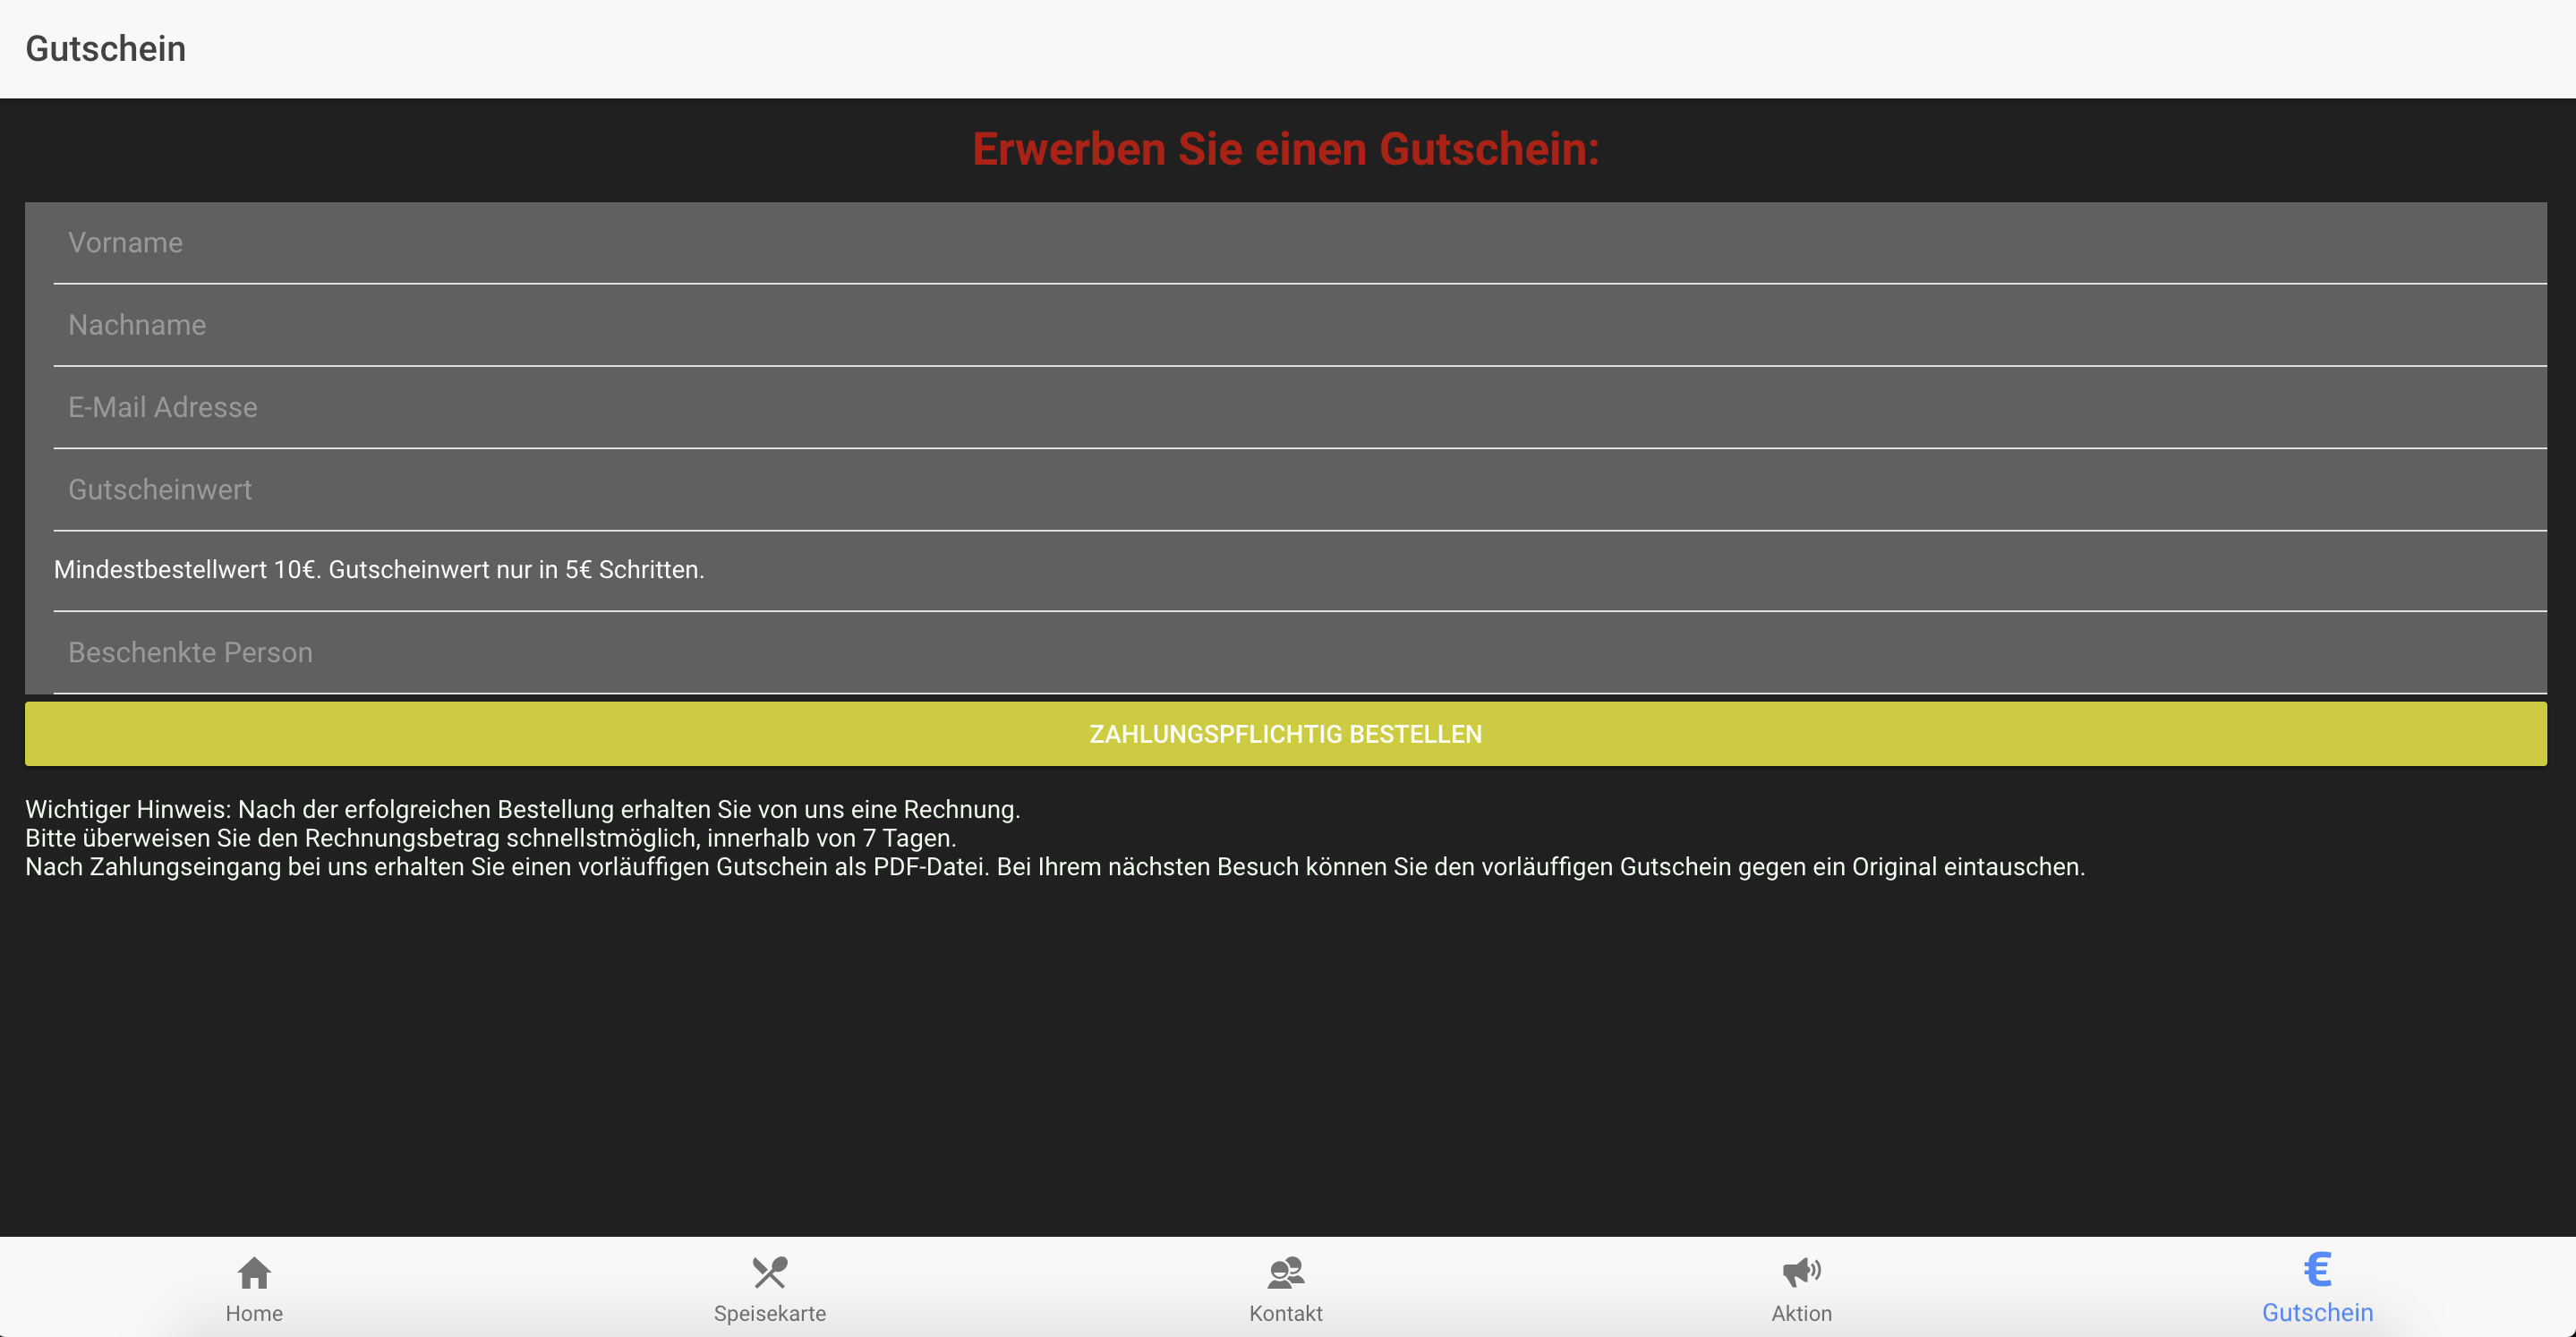 Gutschein
Erwerben Sie einen Gutschein:
Vorname
Nachname
E-Mail Adresse
Gutscheinwert
Mindestbestellwert 10€. Gutscheinwert nur in 5€ Schritten.
Beschenkte Person
ZAHLUNGSPFLICHTIG BESTELLEN
Wichtiger Hinweis: Nach der erfolgreichen Bestellung erhalten Sie von uns eine Rechnung.
Bitte überweisen Sie den Rechnungsbetrag schnellstmöglich, innerhalb von 7 Tagen.
Nach Zahlungseingang bei uns erhalten Sie einen vorläuffigen Gutschein als PDF-Datei. Bei Ihrem nächsten Besuch können Sie den vorläuffigen Gutschein gegen ein Original eintauschen.
€
Home Speisekarte Kontakt Aktion Gutschein